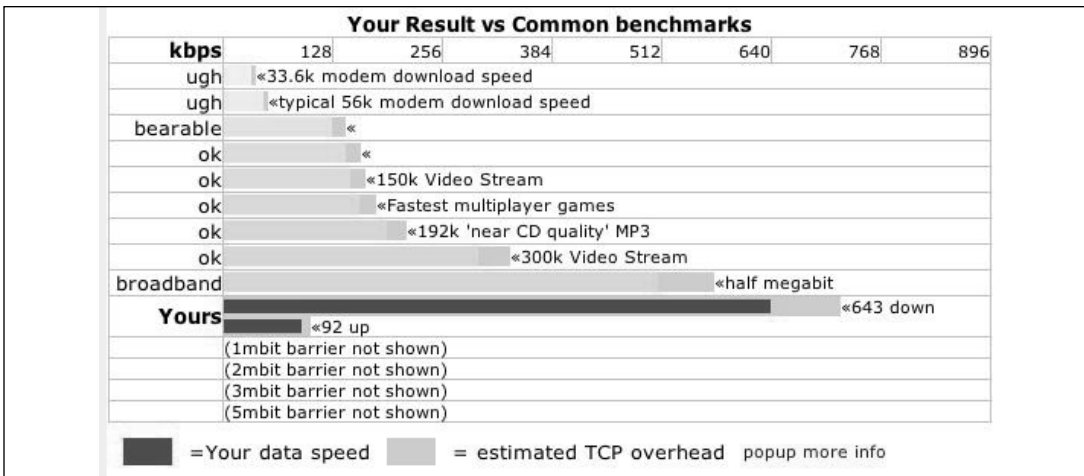 Your Result vs Common benchmarks
kbps 128 256 384 512 640 768 896
ugh «33.6k modem download speed
ugh «typical 56k modem download speed
bearable «
ok «
ok «150k Video Stream
ok «Fastest multiplayer games
ok «192k 'near CD quality' MP3
ok «300k Video Stream
broadband «half megabit
Yours «643 down
«92 up
(1mbit barrier not shown)
(2mbit barrier not shown)
(3mbit barrier not shown)
(5mbit barrier not shown)
=Your data speed = estimated TCP overhead popup more info